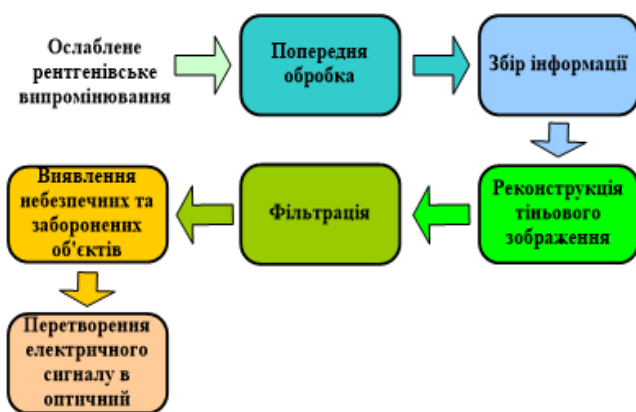 Ослаблене
рентгенівське
випромінювання
Попередня
обробка
Збір інформації
Реконструкція
тіньового
зображення
Фільтрація
Виявлення
небезпечних та
заборонених
об'єктів
Перетворення
електричного
сигналу в
оптичний